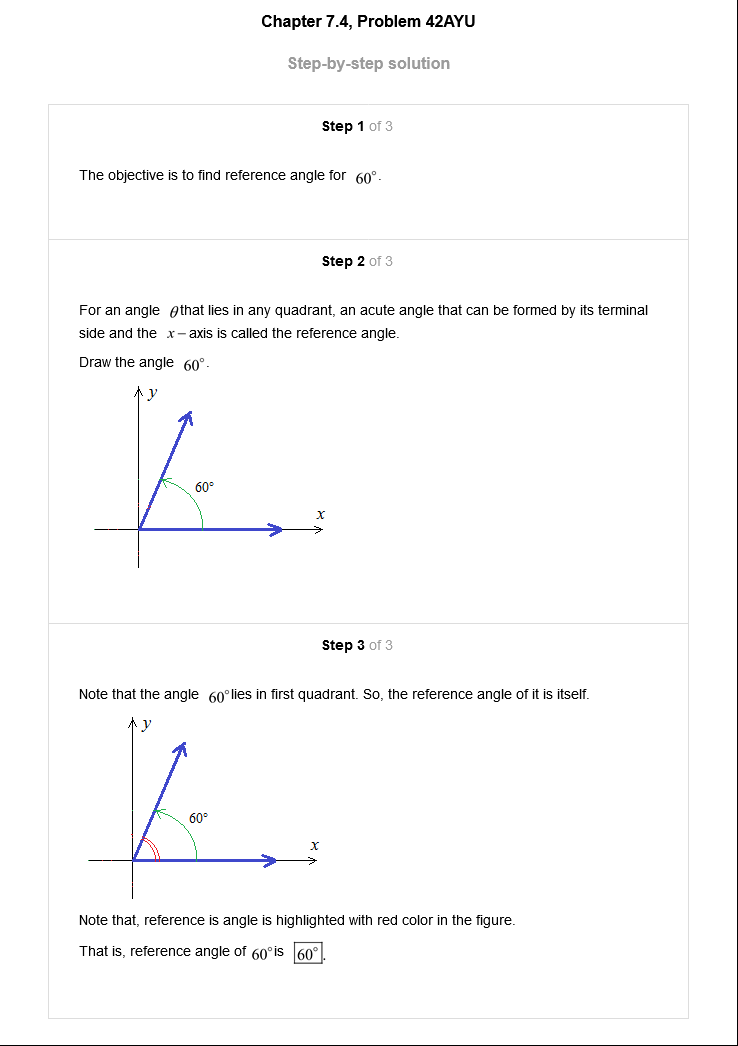 Chapter 7.4, Problem 42AYU
Step-by-step solution
Step 1 of 3
The objective is to find reference angle for 60°.
Step 2 of 3
For an angle θthat lies in any quadrant, an acute angle that can be formed by its terminal
side and the x–axis is called the reference angle.
Draw the angle 60°.
y
60°
x
Step 3 of 3
Note that the angle 60°lies in first quadrant. So, the reference angle of it is itself.
y
60°
x
Note that, reference is angle is highlighted with red color in the figure.
That is, reference angle of 60°is 60°.